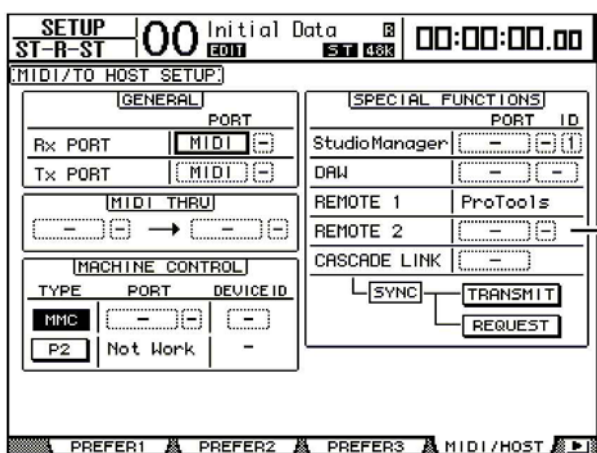 SETUP
ST-R-ST
00 Initial Data R
EDIT ST 48k
00:00:00.00
MIDI/TO HOST SETUP
GENERAL
PORT
Rx PORT MIDI -
Tx PORT MIDI -
MIDI THRU
- - → - -
MACHINE CONTROL
TYPE PORT DEVICE ID
MMC - - -
P2 Not Work -
SPECIAL FUNCTIONS
PORT ID
StudioManager - - 1
DAW - -
REMOTE 1 ProTools
REMOTE 2 - -
CASCADE LINK -
SYNC TRANSMIT
REQUEST
PREFER1 PREFER2 PREFER3 MIDI/HOST